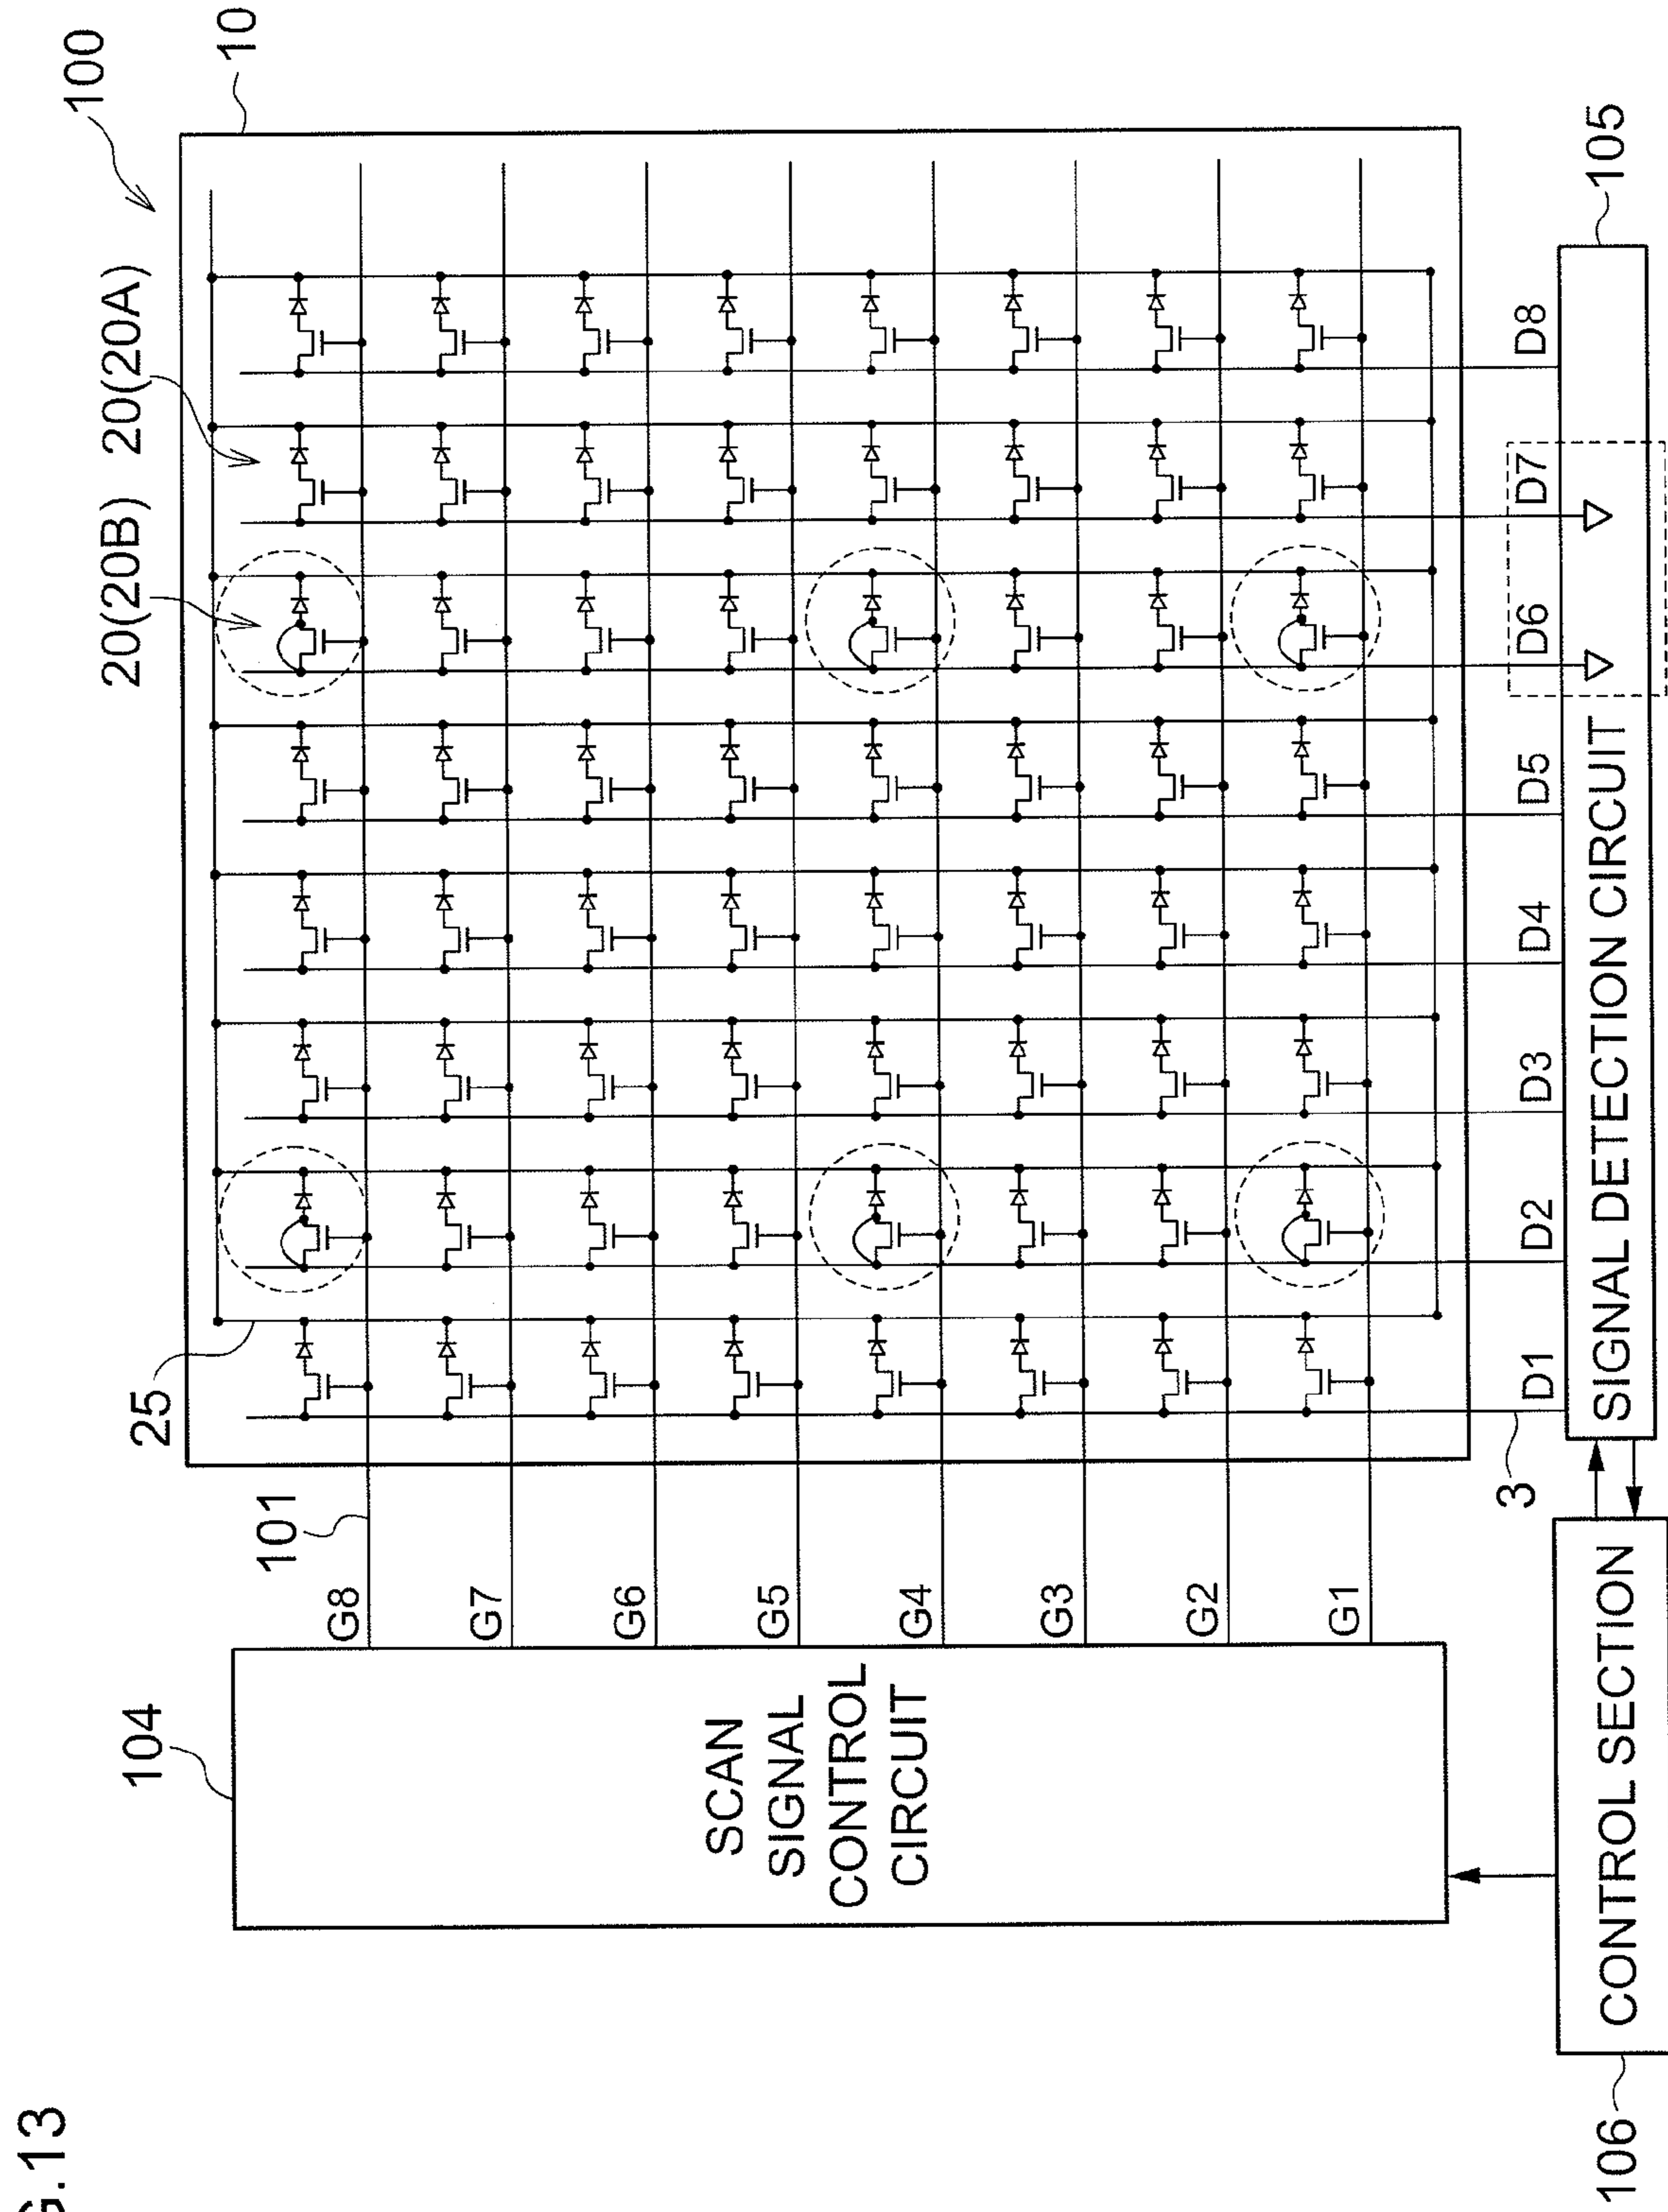 G.13
100
10
20(20A)
20(20B)
25
101
104
G8
G7
G6
G5
G4
G3
G2
G1
SCAN
SIGNAL
CONTROL
CIRCUIT
D1
D2
D3
D4
D5
D6
D7
D8
3
105
SIGNAL DETECTION CIRCUIT
CONTROL SECTION
106